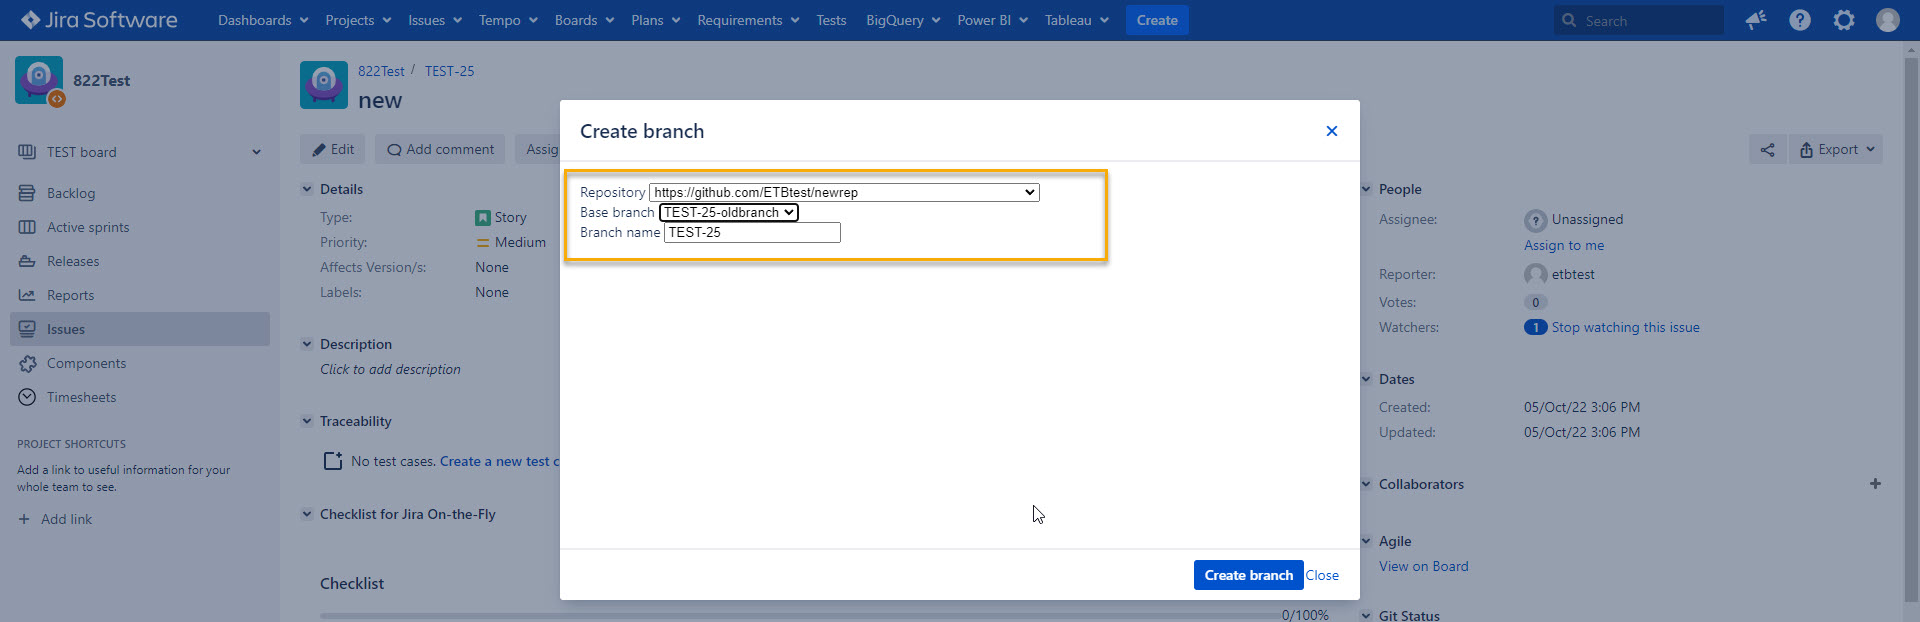 Jira Software Dashboards Projects Issues Tempo Boards Plans Requirements Tests BigQuery Power BI Tableau Create Search
822Test
TEST board
Backlog
Active sprints
Releases
Reports
Issues
Components
Timesheets
PROJECT SHORTCUTS
Add a link to useful information for your
whole team to see.
+ Add link
822Test / TEST-25
new
Edit Add comment Assig
Share Export
Details
Type: Story
Priority: Medium
Affects Version/s: None
Labels: None
Description
Click to add description
Traceability
No test cases. Create a new test c
Checklist for Jira On-the-Fly
Checklist
0/100%
Create branch
Repository https://github.com/ETBtest/newrep
Base branch TEST-25-oldbranch
Branch name TEST-25
Create branch Close
People
Assignee: Unassigned
Assign to me
Reporter: etbtest
Votes: 0
Watchers: 1 Stop watching this issue
Dates
Created: 05/Oct/22 3:06 PM
Updated: 05/Oct/22 3:06 PM
Collaborators
Agile
View on Board
Git Status